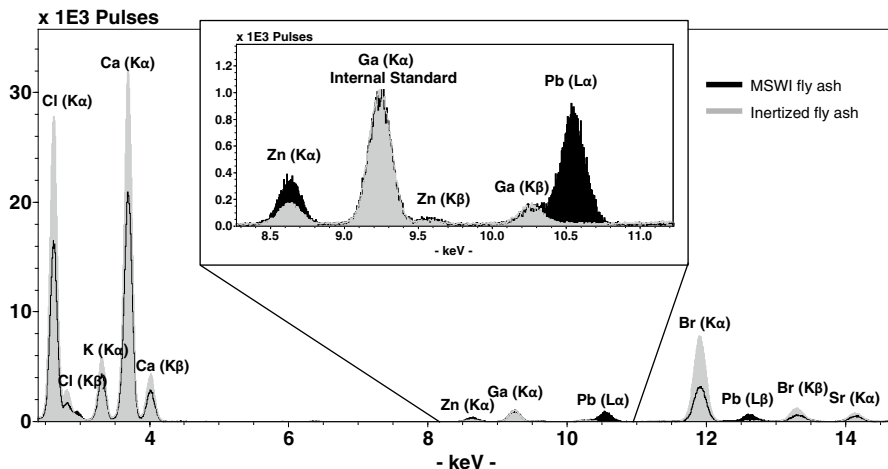 x 1E3 Pulses
30
20
10
0
4
6
8
10
12
14
- keV -
Cl (Kα)
Ca (Kα)
K (Kα)
Cl (Kβ)
Ca (Kβ)
Zn (Kα)
Ga (Kα)
Pb (Lα)
Br (Kα)
Pb (Lβ)
Br (Kβ)
Sr (Kα)
x 1E3 Pulses
1.2
1.0
0.8
0.6
0.4
0.2
0.0
8.5
9.0
9.5
10.0
10.5
11.0
- keV -
Ga (Kα)
Internal Standard
Pb (Lα)
Zn (Kα)
Zn (Kβ)
Ga (Kβ)
MSWI fly ash
Inertized fly ash